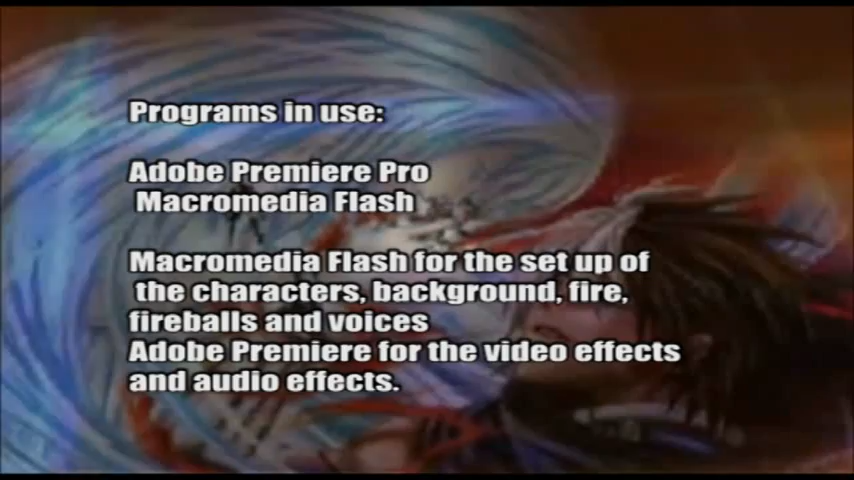 Programs in use:
Adobe Premiere Pro
Macromedia Flash
Macromedia Flash for the set up of
the characters, background, fire,
fireballs and voices
Adobe Premiere for the video effects
and audio effects.